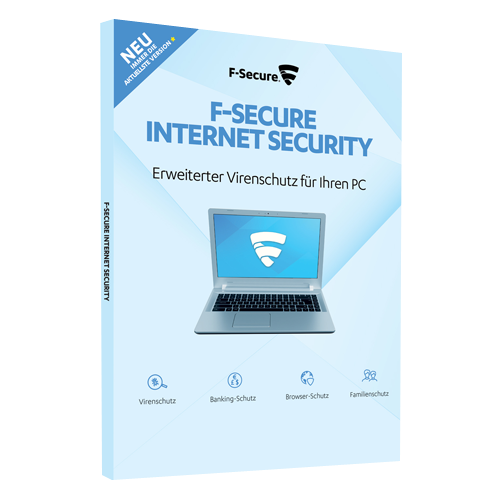 NEU
IMMER DIE
AKTUELLSTE VERSION
F-Secure.
F-SECURE
INTERNET SECURITY
Erweiterter Virenschutz für Ihren PC
F-SECURE INTERNET SECURITY
Virenschutz
Banking-Schutz
Browser-Schutz
Familienschutz